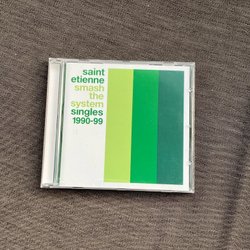 saint
etienne
smash
the
system
singles
1990-99